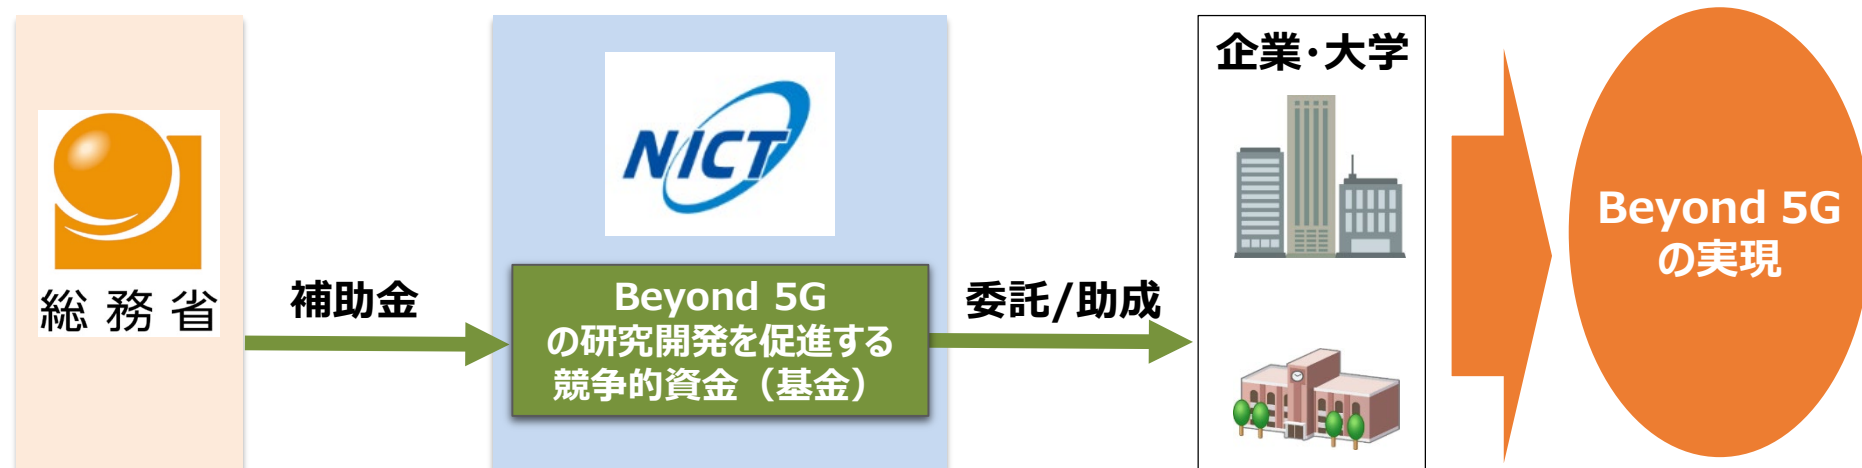 総務省
補助金
NICT
Beyond 5G
の研究開発を促進する
競争的資金（基金）
委託/助成
企業・大学
Beyond 5G
の実現